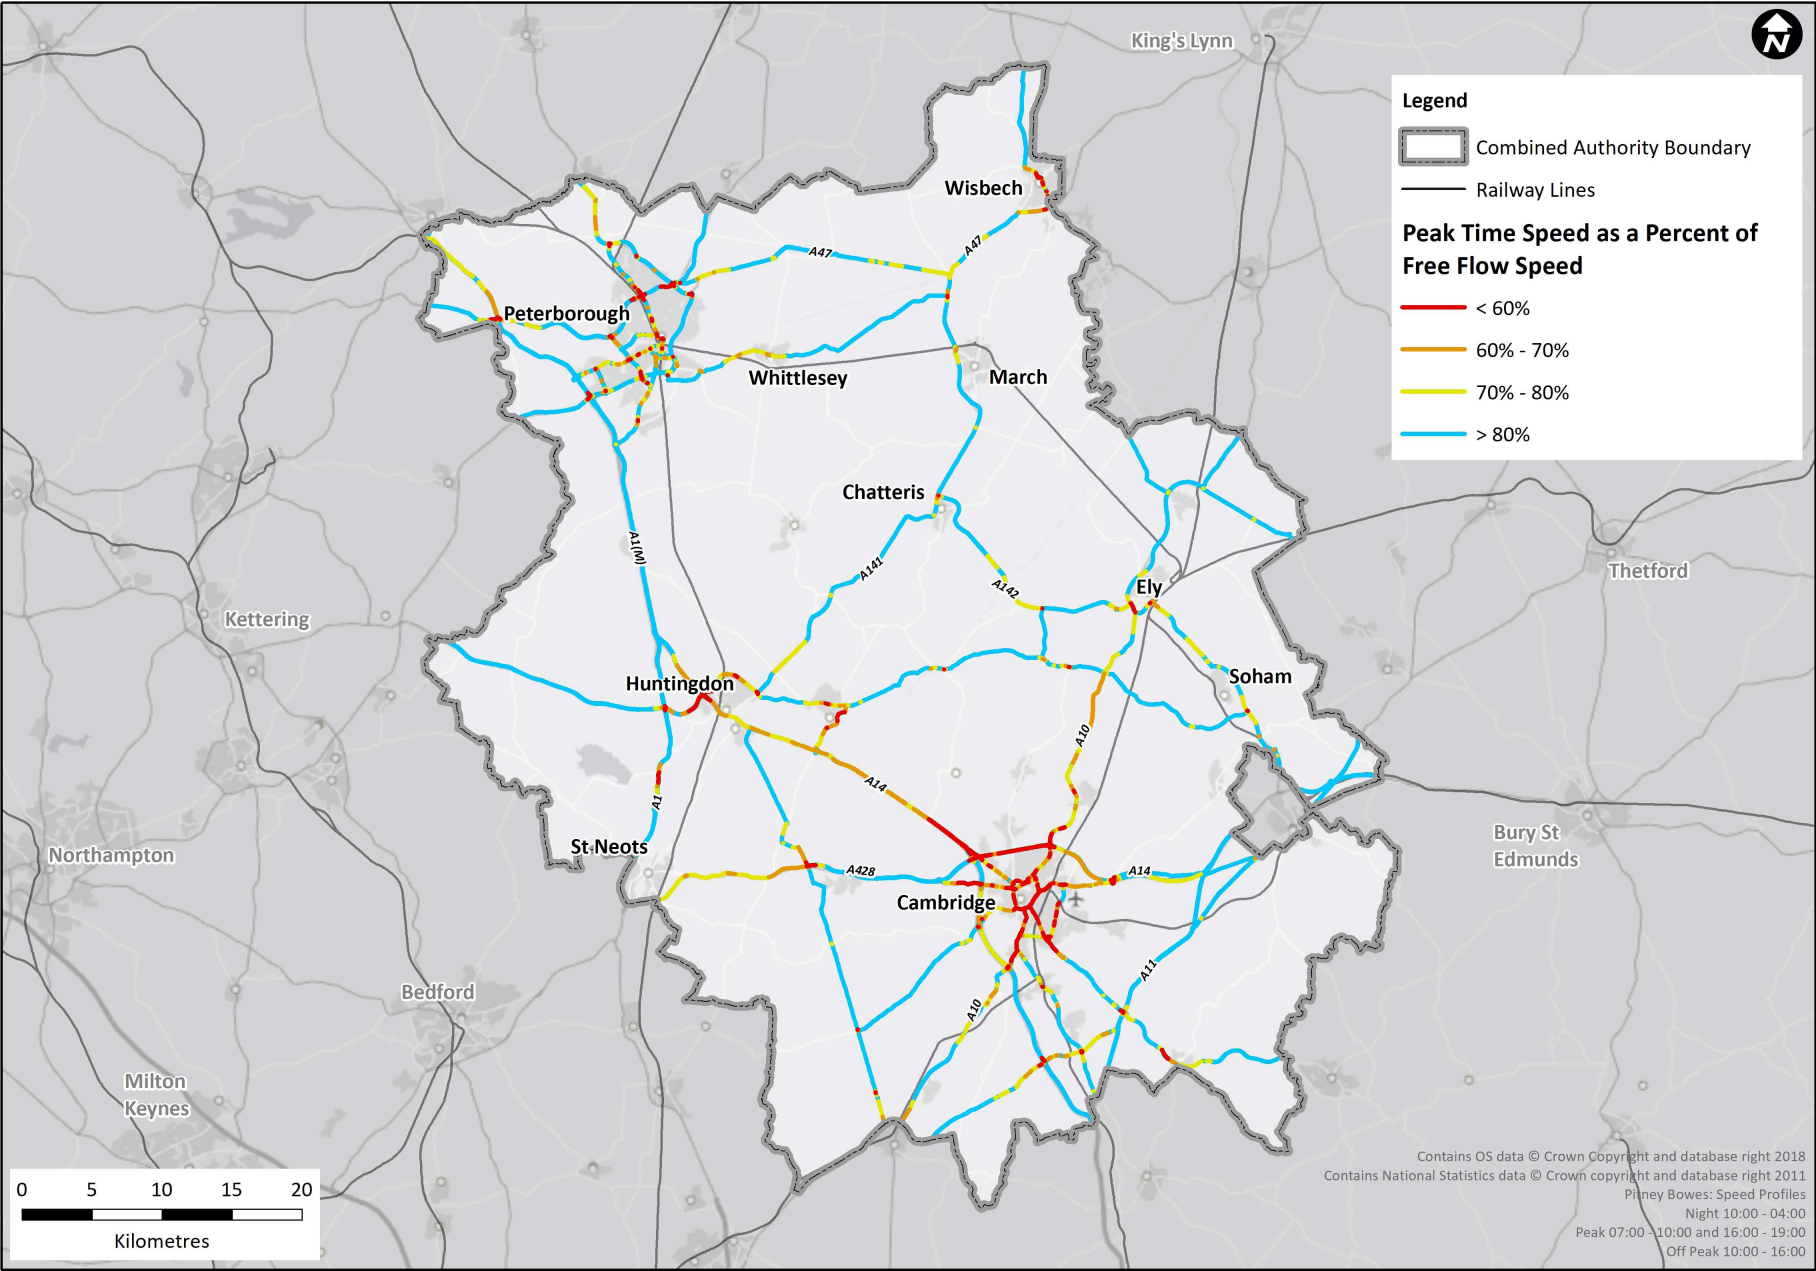 King's Lynn
N
Legend
Combined Authority Boundary
Railway Lines
Peak Time Speed as a Percent of
Free Flow Speed
< 60%
60% - 70%
70% - 80%
> 80%
Wisbech
A47
A47
Peterborough
Whittlesey
March
Chatteris
A1(M)
A141
A142
Ely
Thetford
Kettering
Huntingdon
Soham
A10
A14
A1
St Neots
Northampton
A428
A14
Bury St
Edmunds
Cambridge
A11
Bedford
A10
Milton
Keynes
0 5 10 15 20
Kilometres
Contains OS data © Crown Copyright and database right 2018
Contains National Statistics data © Crown copyright and database right 2011
Pitney Bowes: Speed Profiles
Night 10:00 - 04:00
Peak 07:00 - 10:00 and 16:00 - 19:00
Off Peak 10:00 - 16:00